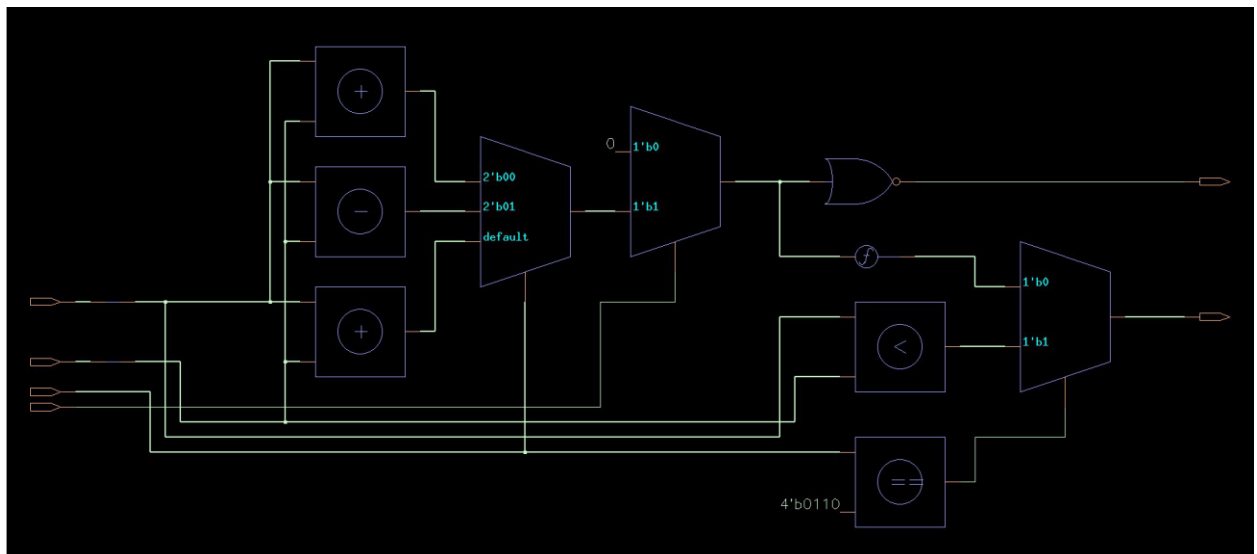 +
0
1'b0
2'b00
2'b01
1'b1
-
default
f
1'b0
+
<
1'b1
==
4'b0110